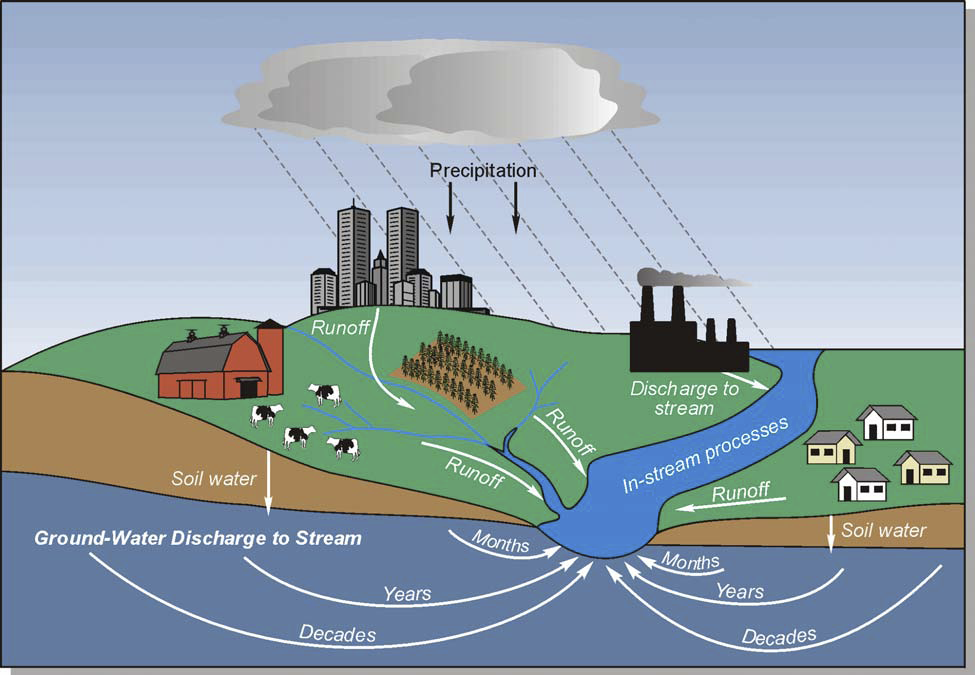 Precipitation
Runoff
Discharge to
stream
Runoff
In-stream processes
Runoff
Soil water
Runoff
Soil water
Ground-Water Discharge to Stream
Months
Months
Years
Years
Decades
Decades